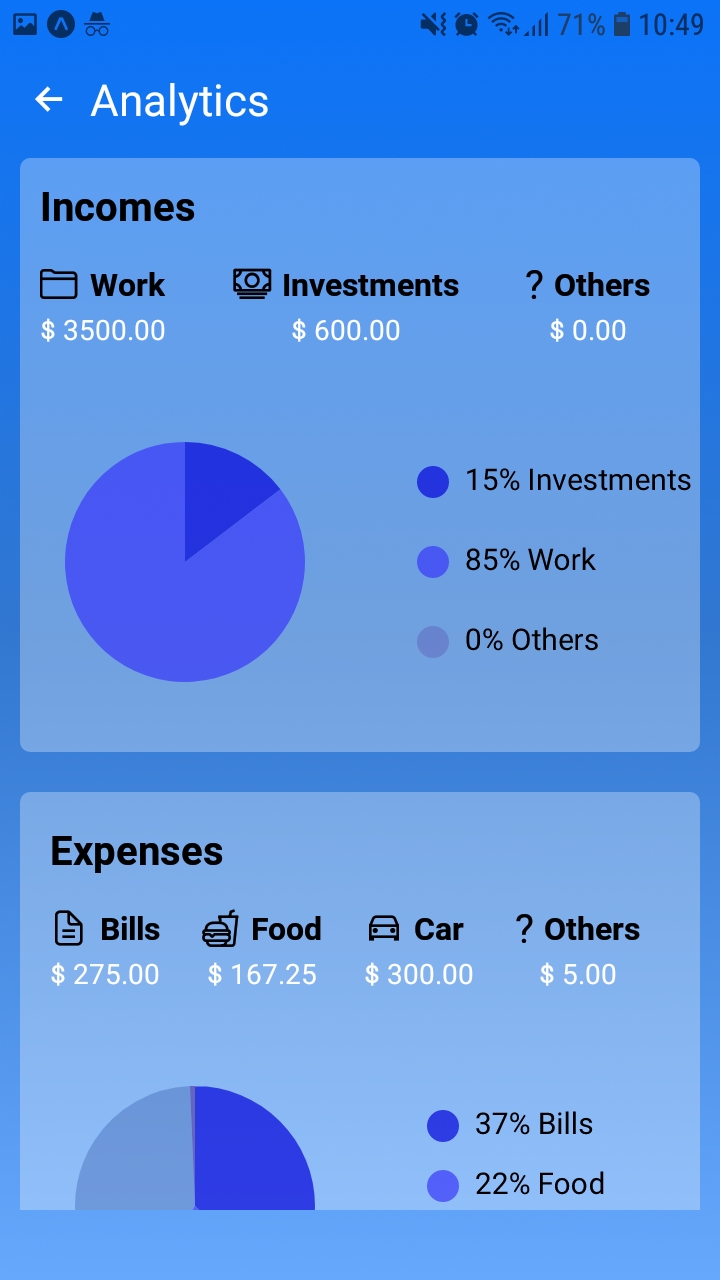 71% 10:49
Analytics
Incomes
Work Investments ? Others
$ 3500.00 $ 600.00 $ 0.00
15% Investments
85% Work
0% Others
Expenses
Bills Food Car ? Others
$ 275.00 $ 167.25 $ 300.00 $ 5.00
37% Bills
22% Food